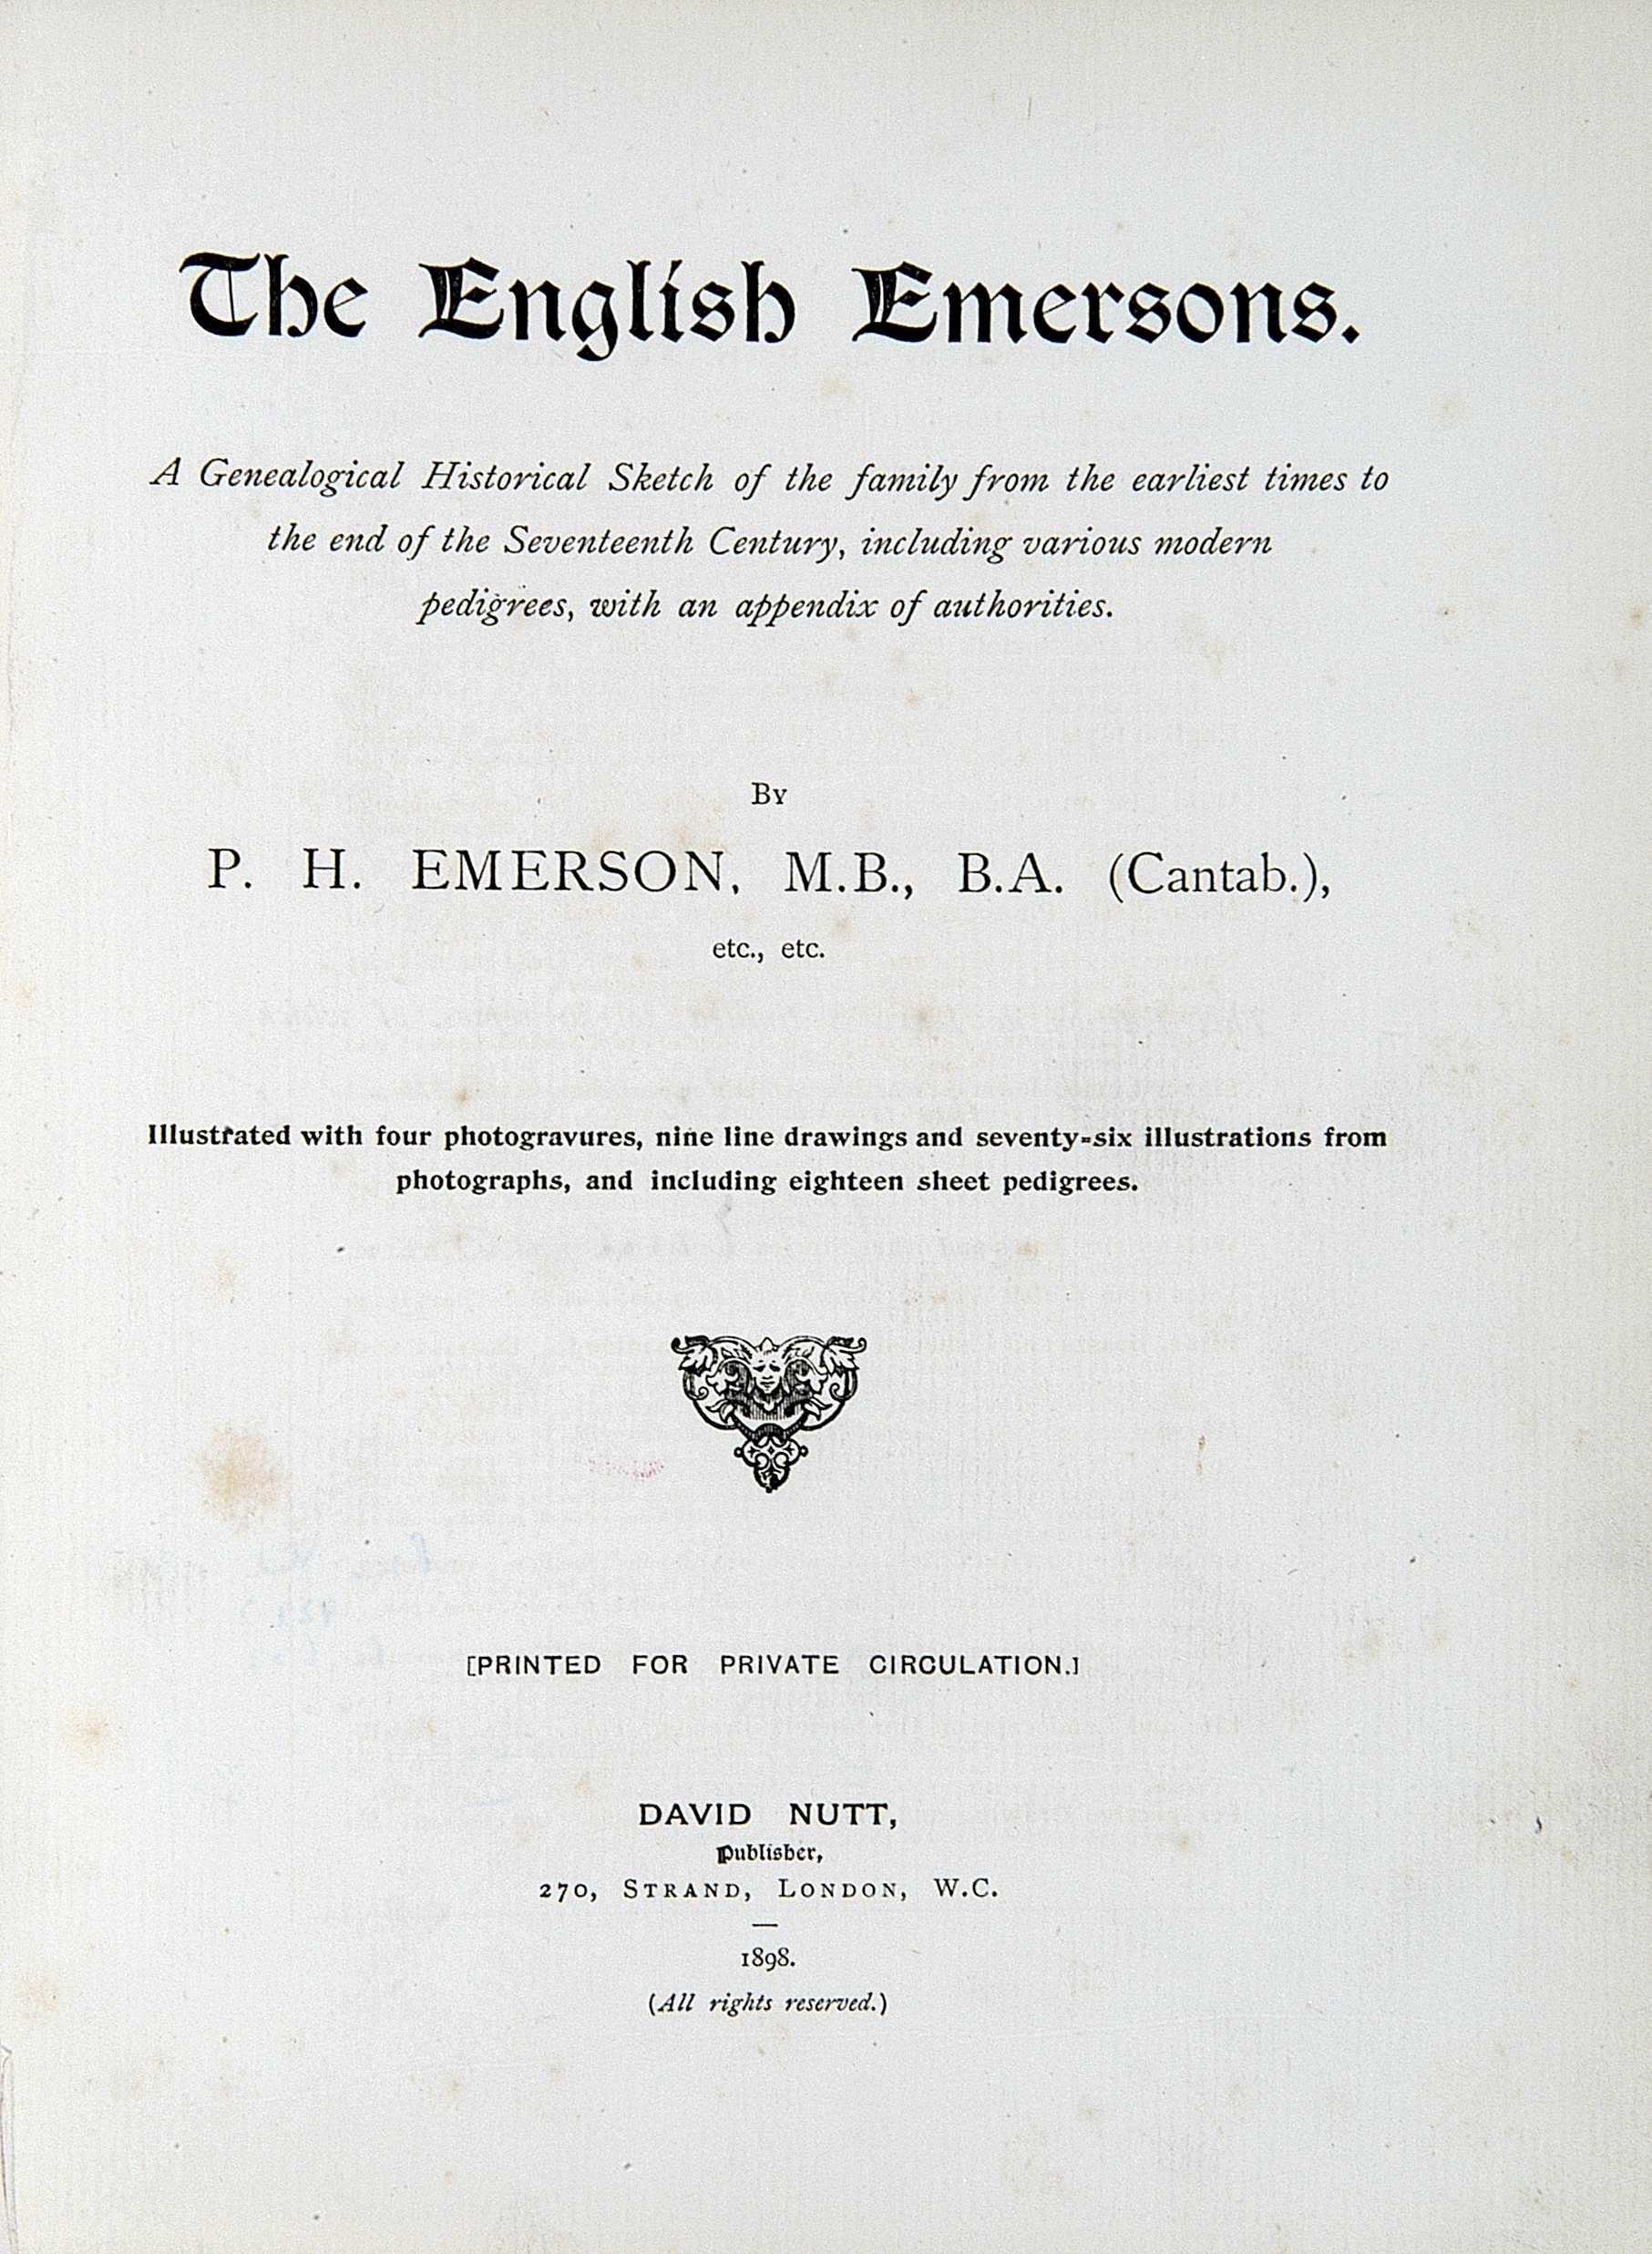 The English Emersons.
A Genealogical Historical Sketch of the family from the earliest times to
the end of the Seventeenth Century, including various modern
pedigrees, with an appendix of authorities.
By
P. H. EMERSON, M.B., B.A. (Cantab.),
etc., etc.
Illustrated with four photogravures, nine line drawings and seventy-six illustrations from
photographs, and including eighteen sheet pedigrees.
[PRINTED FOR PRIVATE CIRCULATION.]
DAVID NUTT,
Publisher,
270, STRAND, LONDON, W.C.
1898.
(All rights reserved.)